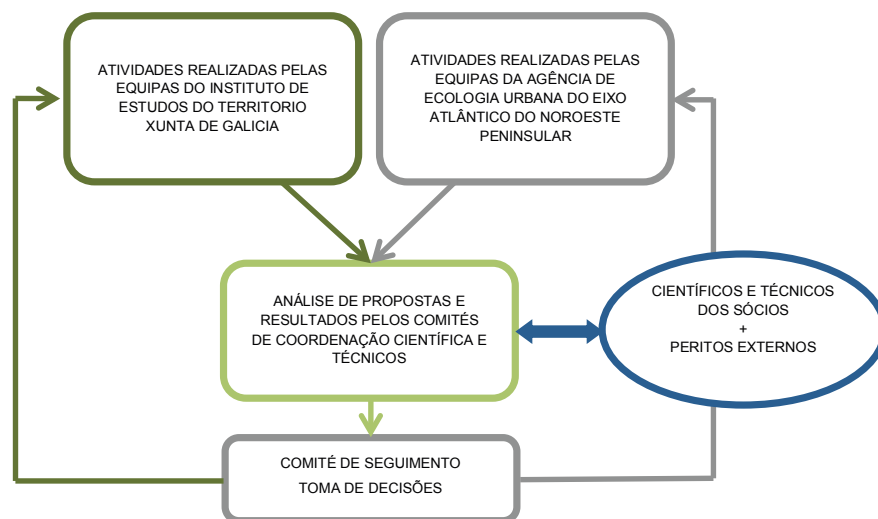 ATIVIDADES REALIZADAS PELAS
EQUIPAS DO INSTITUTO DE
ESTUDOS DO TERRITORIO
XUNTA DE GALICIA
ATIVIDADES REALIZADAS PELAS
EQUIPAS DA AGÊNCIA DE
ECOLOGIA URBANA DO EIXO
ATLÂNTICO DO NOROESTE
PENINSULAR
ANÁLISE DE PROPOSTAS E
RESULTADOS PELOS COMITÉS
DE COORDENAÇÃO CIENTÍFICA E
TÉCNICOS
CIENTÍFICOS E TÉCNICOS
DOS SÓCIOS
+
PERITOS EXTERNOS
COMITÉ DE SEGUIMENTO
TOMA DE DECISÕES